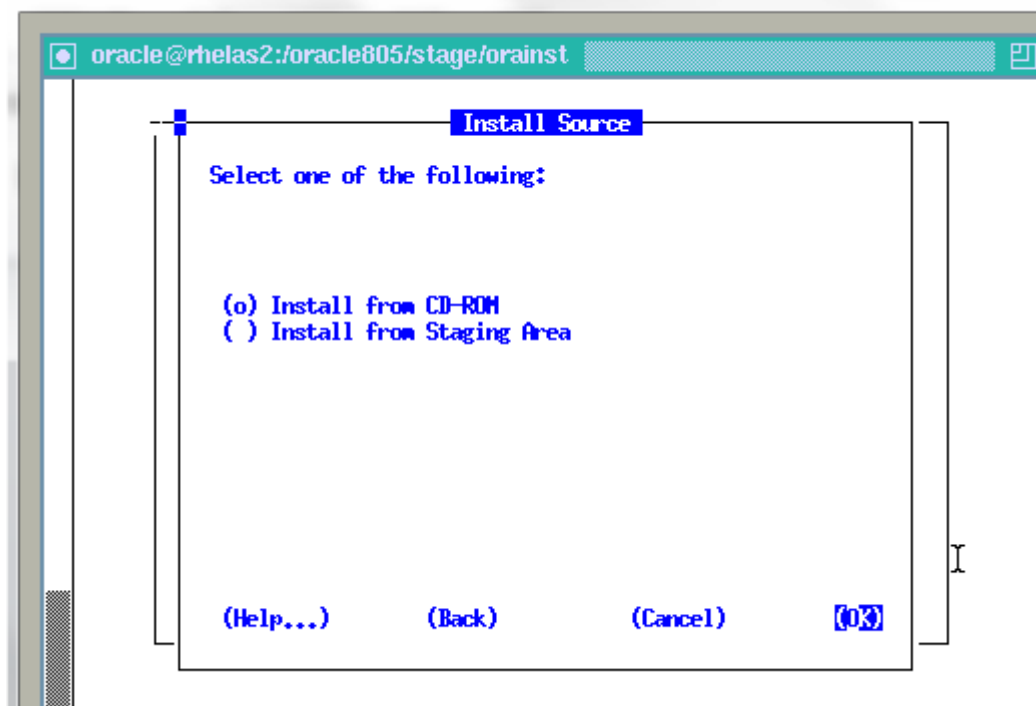 oracle@rhelas2:/oracle805/stage/orainst
Install Source
Select one of the following:
(o) Install from CD-ROM
( ) Install from Staging Area
(Help...) (Back) (Cancel) (OK)